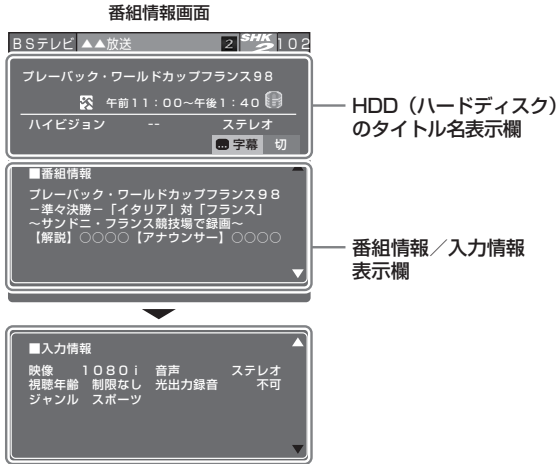 番組情報画面
BSテレビ ▲▲放送 2 SHK 2 102
プレーバック・ワールドカップフランス98
午前11:00~午後1:40
ハイビジョン -- ステレオ
字幕 切
HDD(ハードディスク)
のタイトル名表示欄
■番組情報
プレーバック・ワールドカップフランス98
-準々決勝-「イタリア」対「フランス」
~サンドニ・フランス競技場で録画~
【解説】○○○○【アナウンサー】○○○○
番組情報/入力情報
表示欄
■入力情報
映像 1080i 音声 ステレオ
視聴年齢 制限なし 光出力録音 不可
ジャンル スポーツ